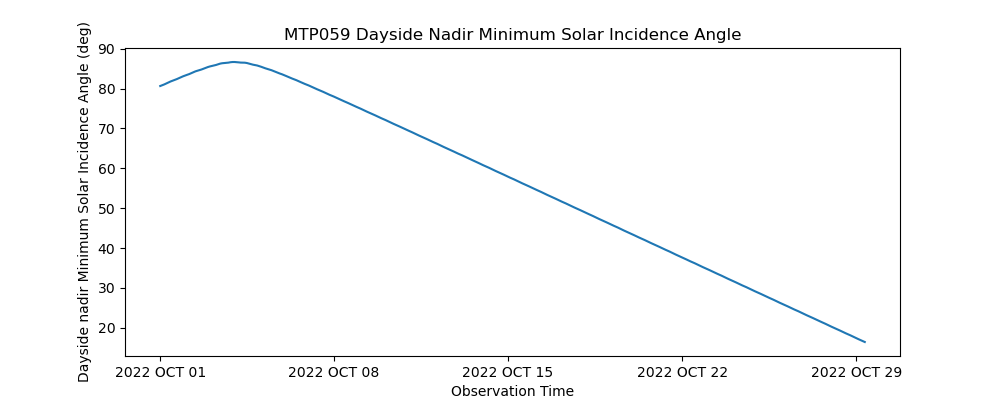 MTP059 Dayside Nadir Minimum Solar Incidence Angle
Dayside nadir Minimum Solar Incidence Angle (deg)
90
80
70
60
50
40
30
20
2022 OCT 01
2022 OCT 08
2022 OCT 15
2022 OCT 22
2022 OCT 29
Observation Time